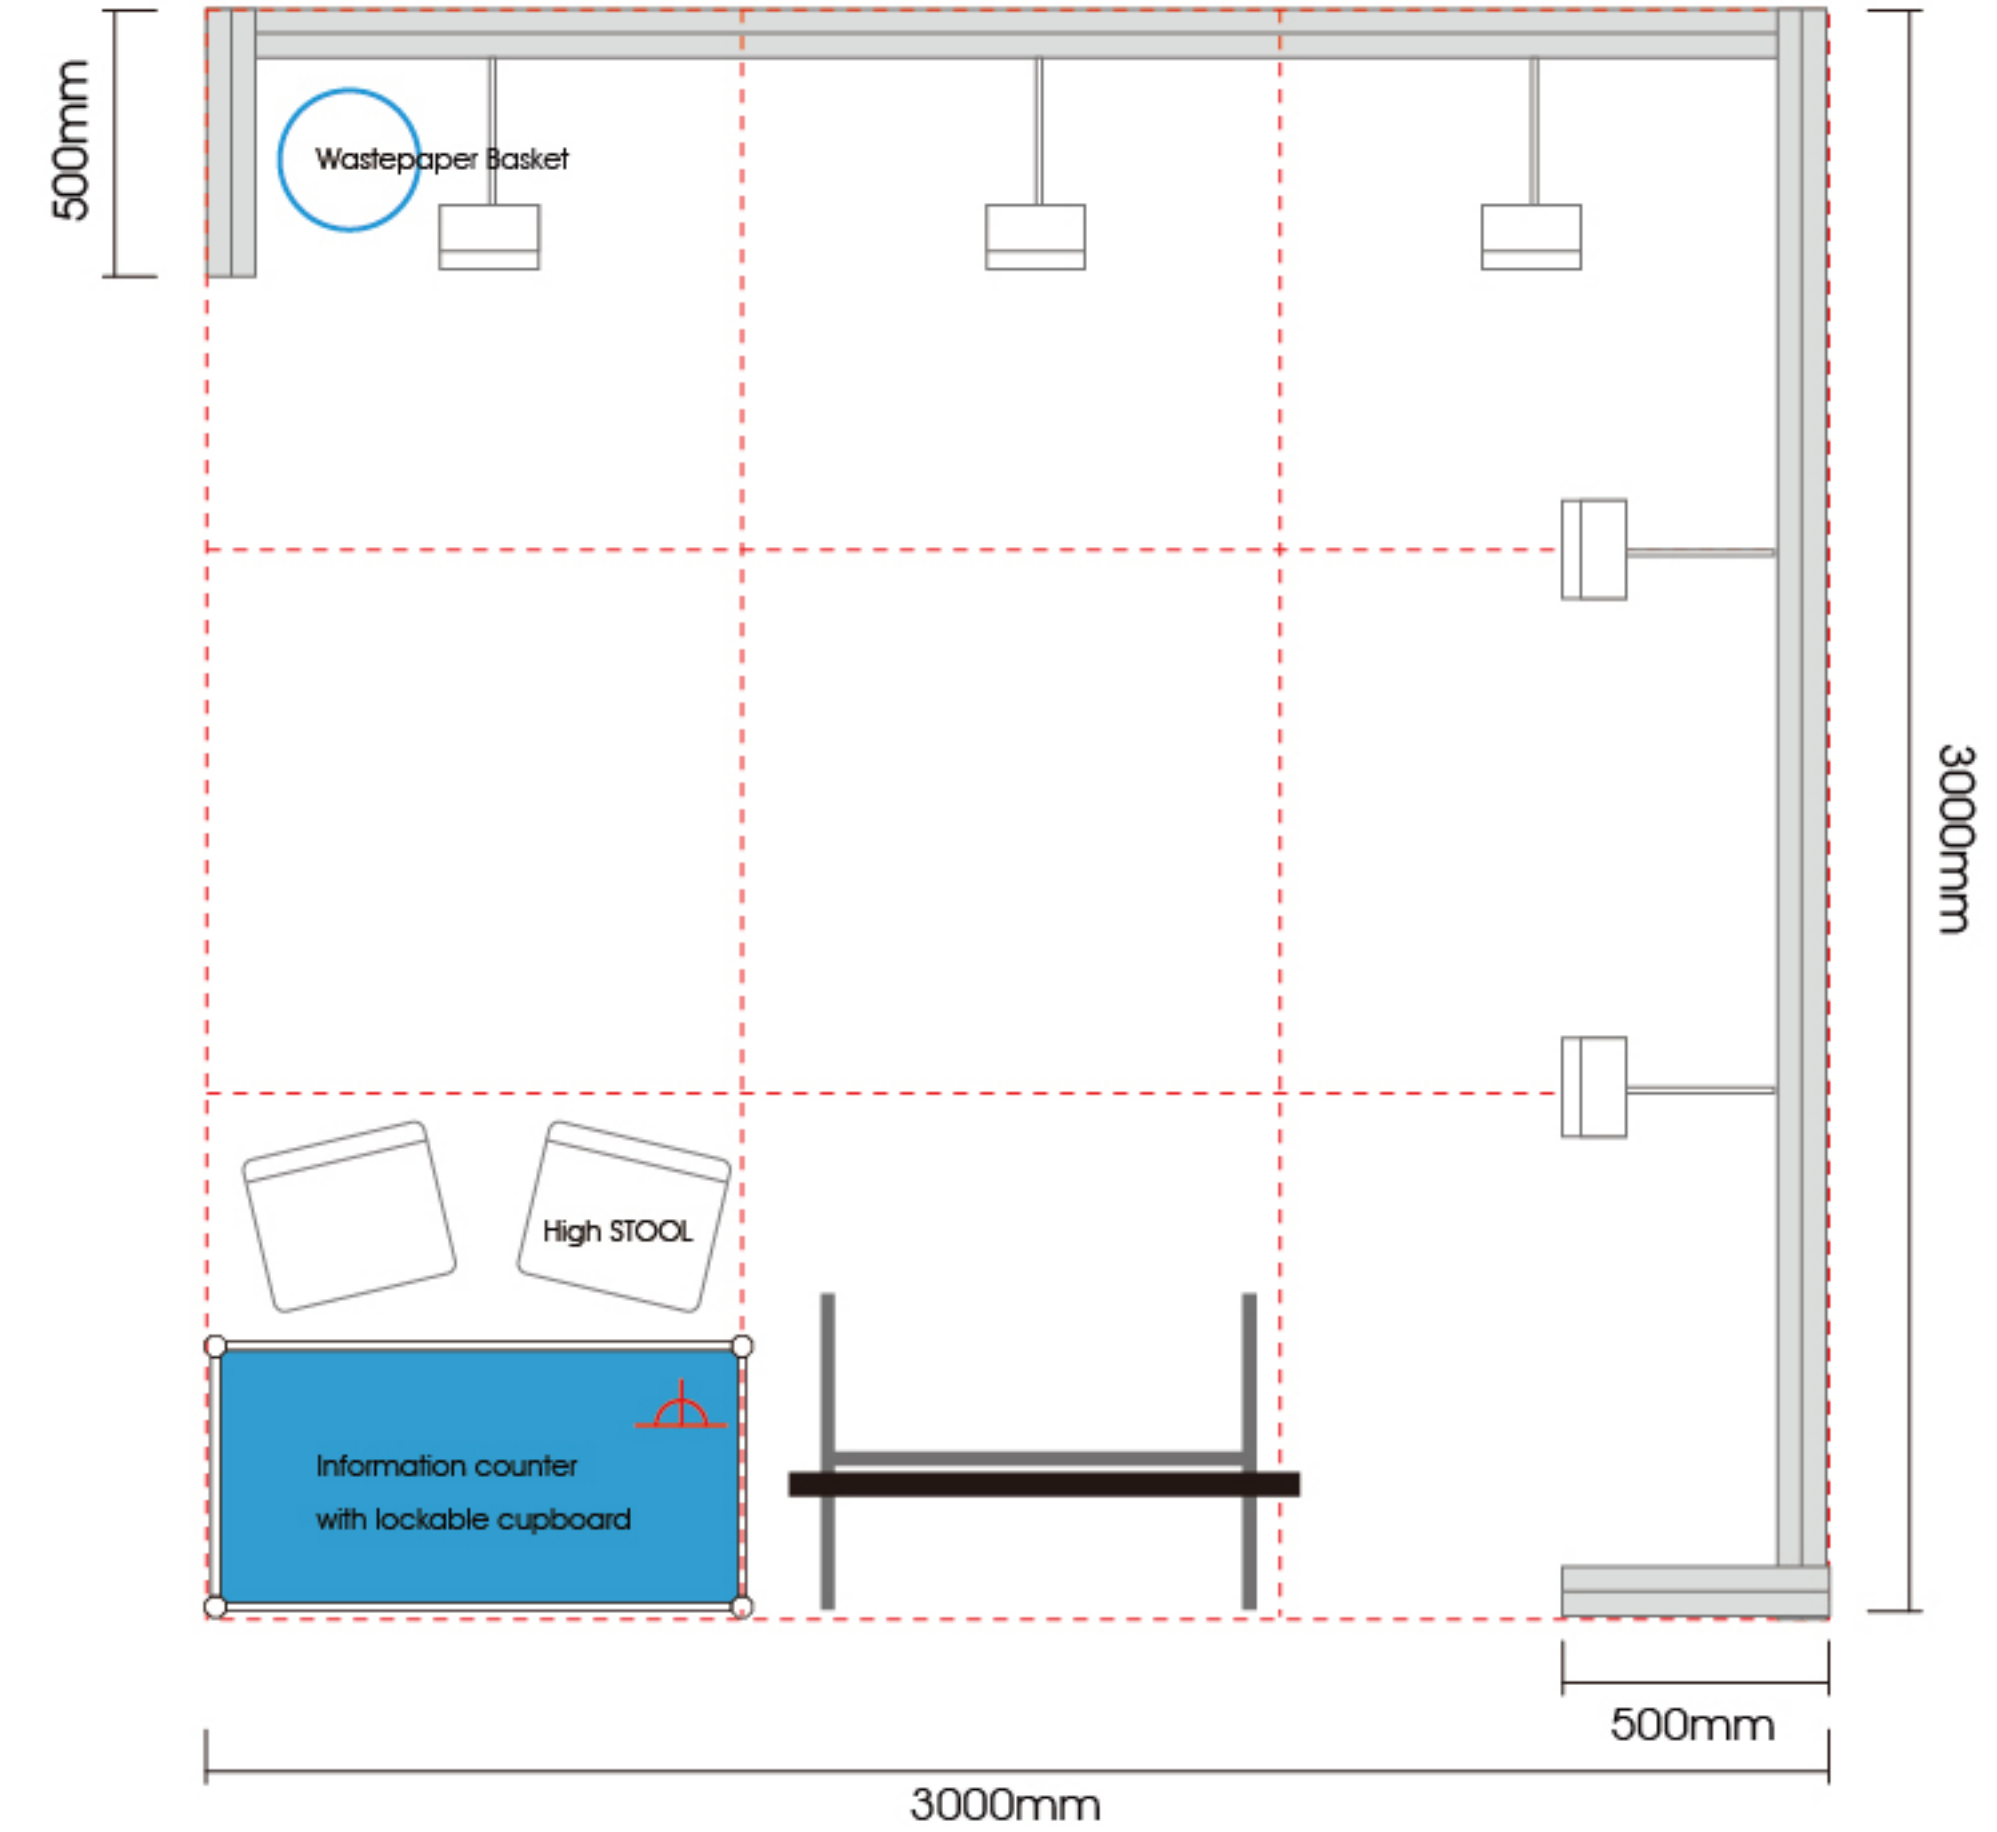 500mm
Wastepaper Basket
3000mm
High STOOL
Information counter
with lockable cupboard
500mm
3000mm